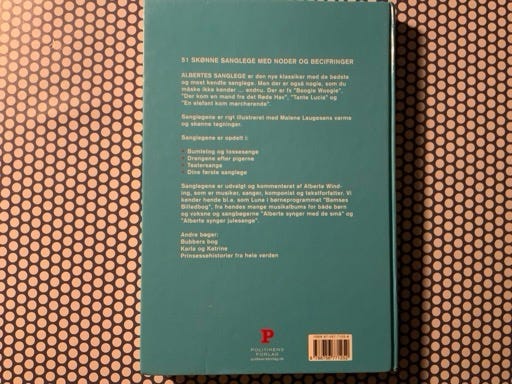 51 SKØNNE SANGLEGE MED NODER OG BECIFRINGER
ALBERTES SANGLEGE er den nye klassiker med de bedste
og mest kendte sanglege. Men der er også nogle, som du
måske ikke kender ... endnu. Der er fx "Boogie Woogie",
"Der kom en mand fra det Røde Hav", "Tante Lucie" og
"En elefant kom marcherende".
Sanglegene er rigt illustreret med Malene Laugesens varme
og skønne tegninger.
Sanglegene er opdelt i:
- Bumletog og tossesange
- Drengene efter pigerne
- Teatersange
- Dine første sanglege
Sanglegene er udvalgt og kommenteret af Alberte Wind-
ing, som er musiker, sanger, komponist og tekstforfatter. Vi
kender hende bl.a. som Luna i børneprogrammet "Bamses
Billedbog", fra hendes mange musikalbums for både børn
og voksne og sangbøgerne "Alberte synger med de små" og
"Alberte synger julesange".
Andre bøger:
Bubbers bog
Karla og Katrine
Prinsessehistorier fra hele verden
P
POLITIKENS
FORLAG